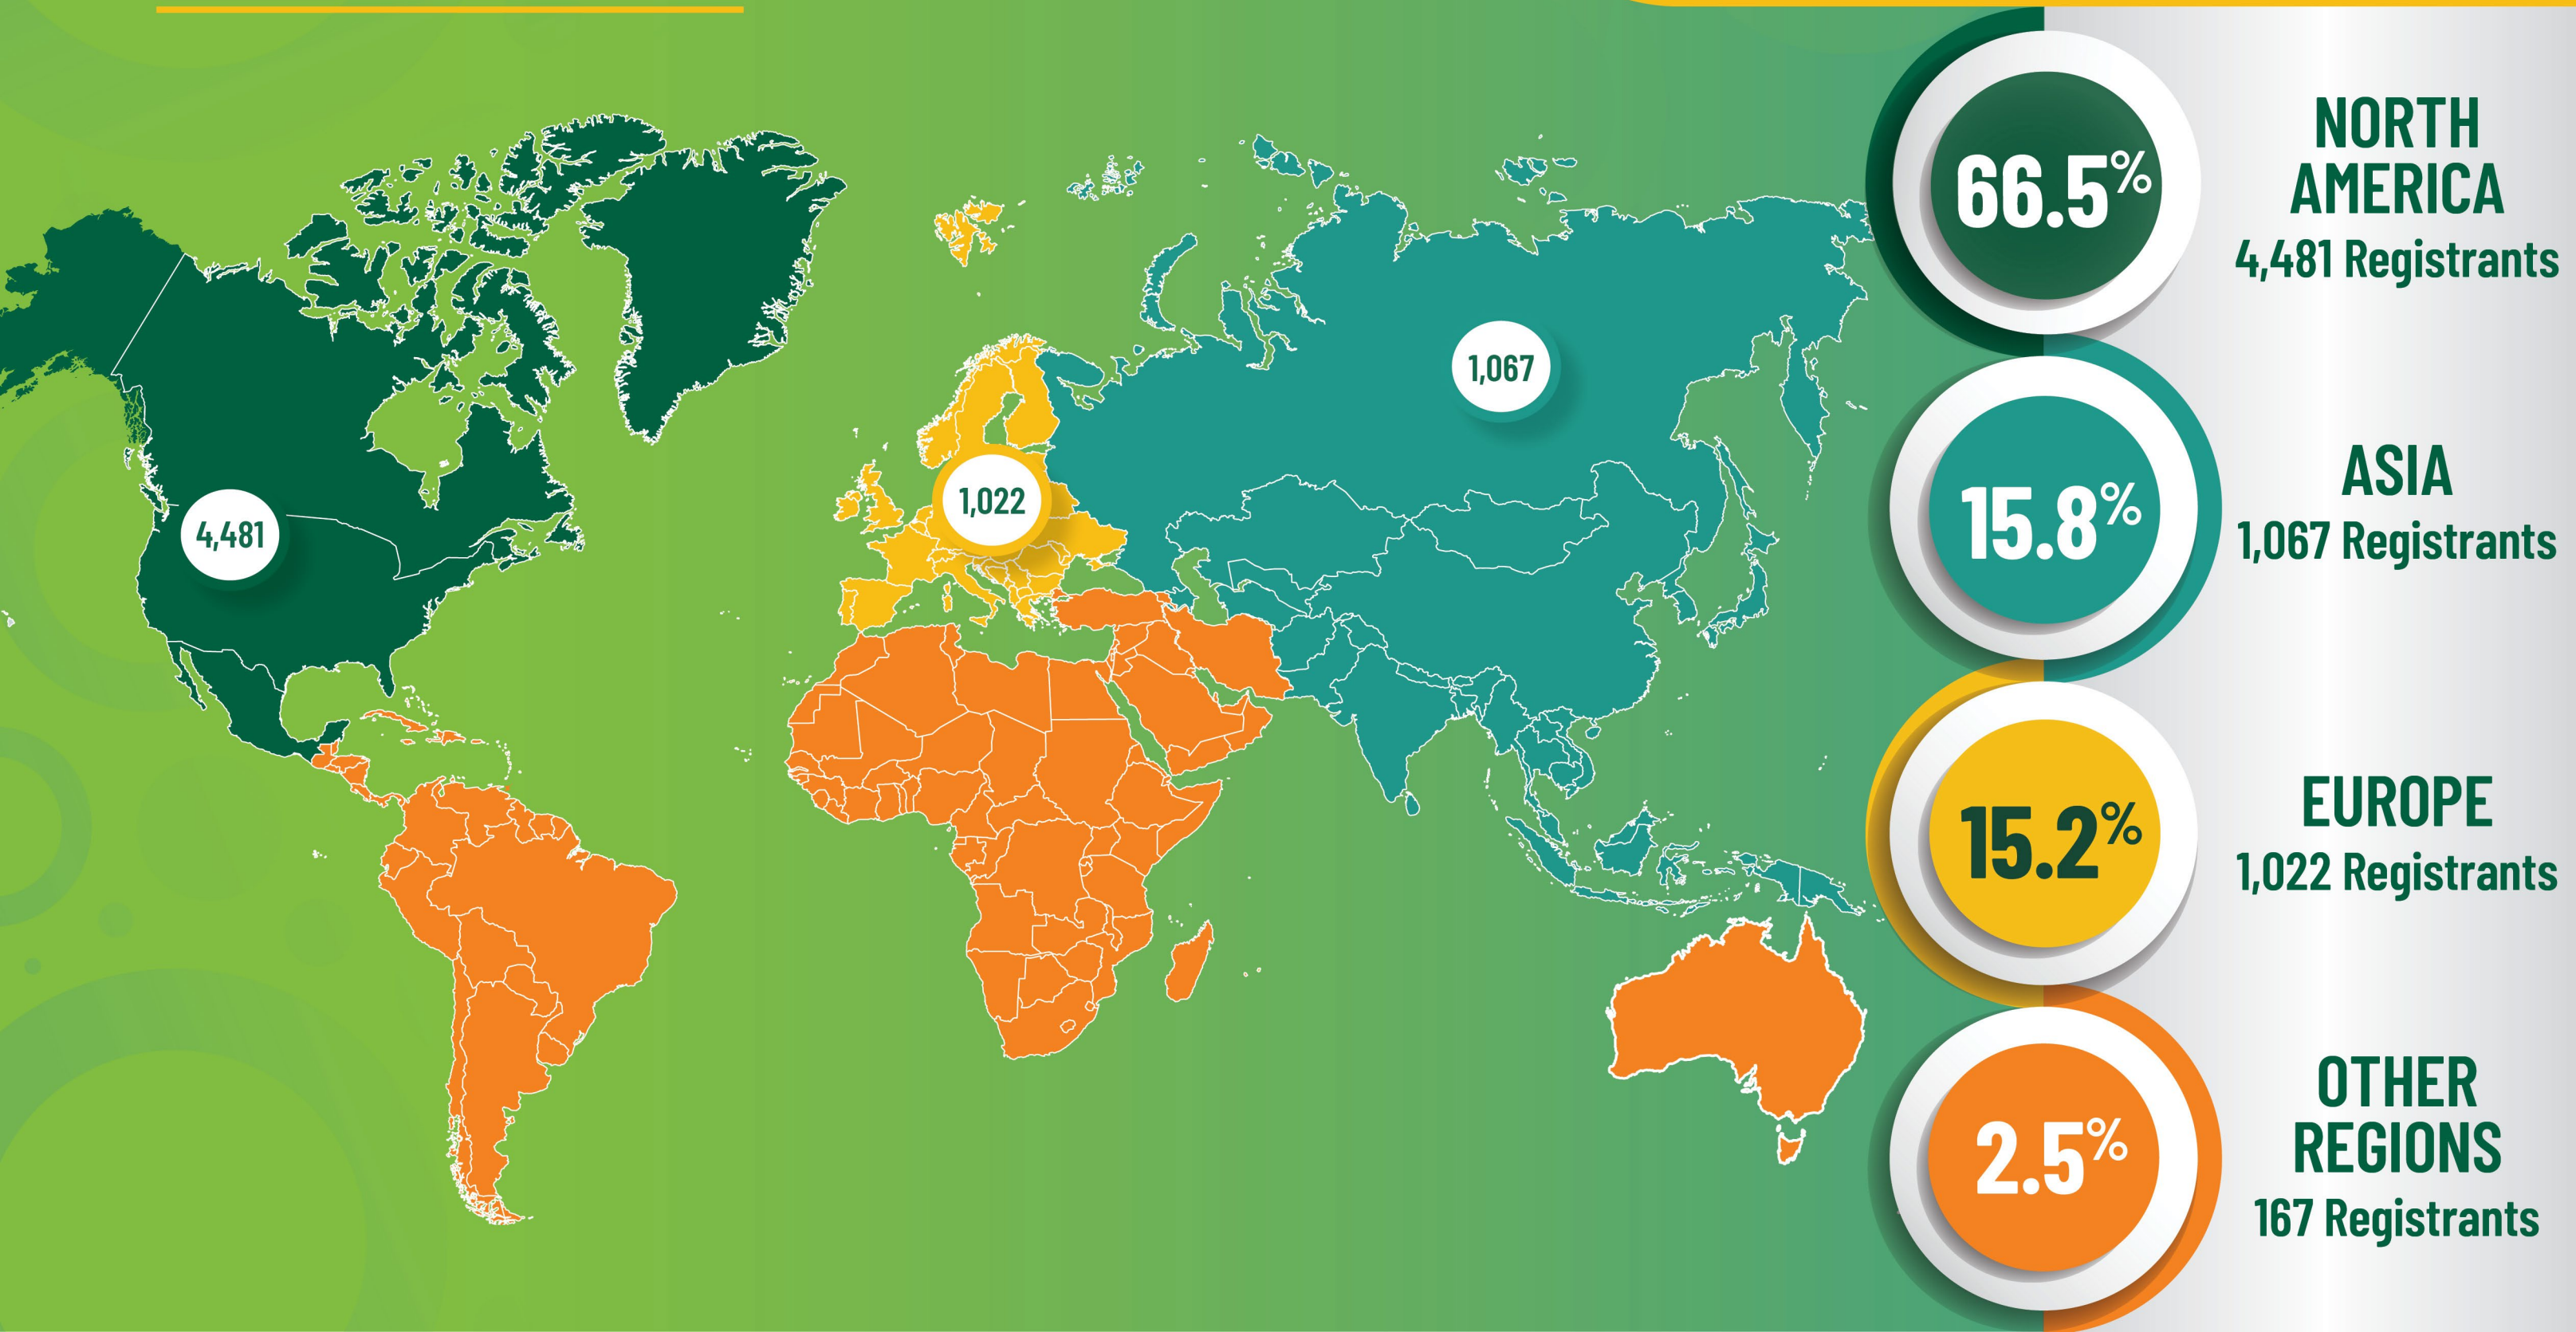 4,481
1,022
1,067
66.5%
NORTH
AMERICA
4,481 Registrants
15.8%
ASIA
1,067 Registrants
15.2%
EUROPE
1,022 Registrants
2.5%
OTHER
REGIONS
167 Registrants